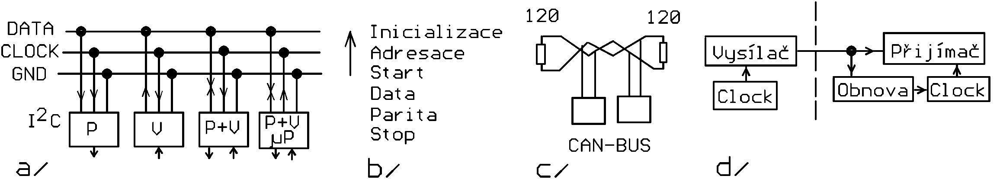 DATA
CLOCK
GND
I²C
P
V
P+V
P+V
µP
a/
Inicializace
Adresace
Start
Data
Parita
Stop
b/
120
120
CAN-BUS
c/
Vysílač
Přijímač
Clock
Obnova
Clock
d/